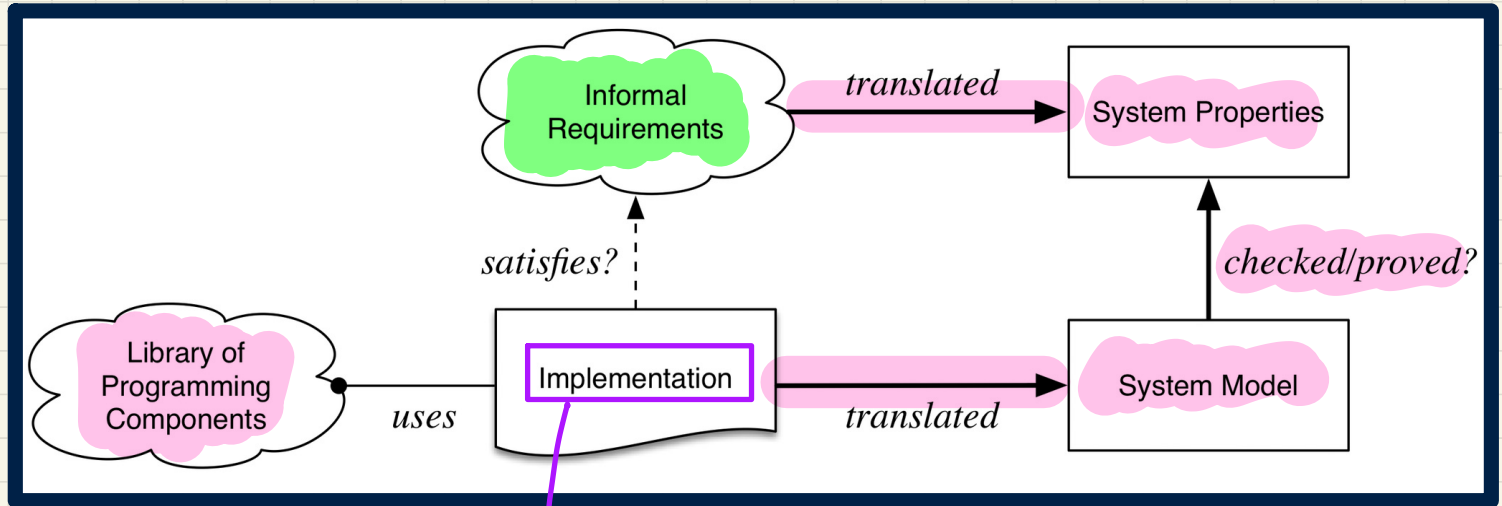 Informal
Requirements
translated
System Properties
satisfies?
checked/proved?
Library of
Programming
Components
uses
Implementation
translated
System Model